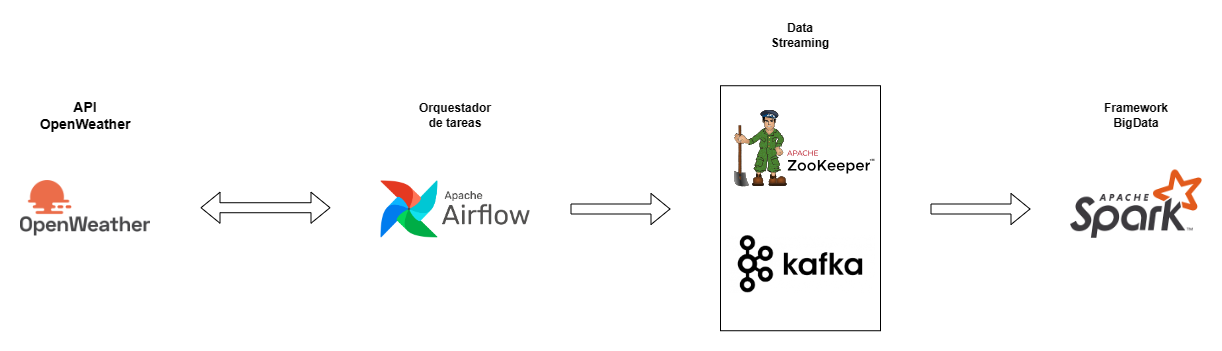 API
OpenWeather
OpenWeather
Orquestador
de tareas
Apache
Airflow
Data
Streaming
APACHE
ZooKeeper™
kafka
Framework
BigData
APACHE
Spark™